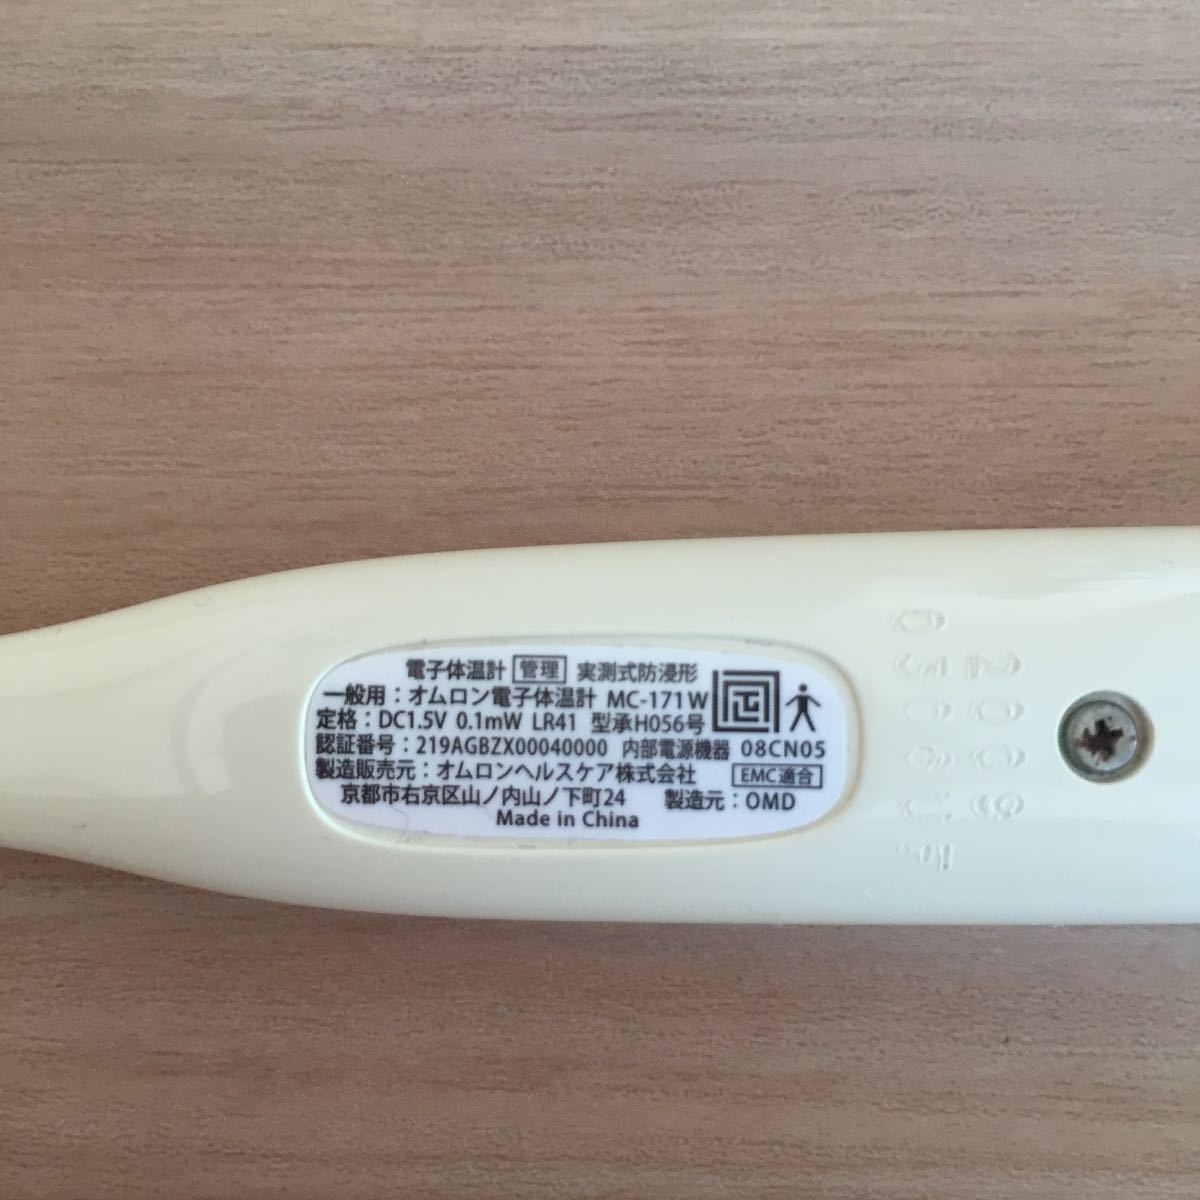 電子体温計 管理 実測式防浸形
一般用：オムロン電子体温計 MC-171W 正
定格：DC1.5V 0.1mW LR41 型承H056号
認証番号：219AGBZX00040000 内部電源機器 08CN05
製造販売元：オムロンヘルスケア株式会社 EMC適合
京都市右京区山ノ内山ノ下町24 製造元：OMD
Made in China